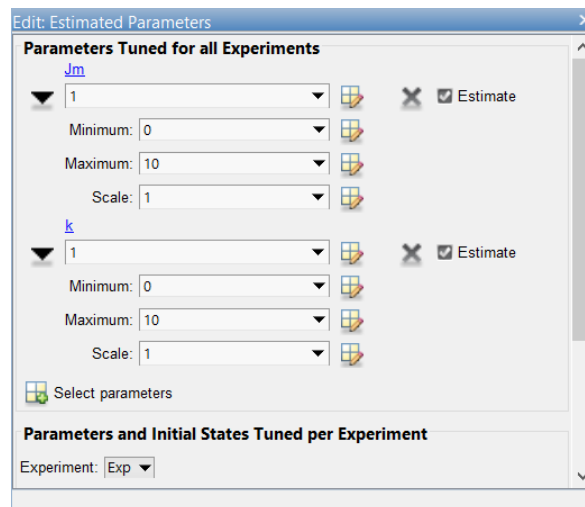 Edit: Estimated Parameters
Parameters Tuned for all Experiments
Jm
1 Estimate
Minimum: 0
Maximum: 10
Scale: 1
k
1 Estimate
Minimum: 0
Maximum: 10
Scale: 1
Select parameters
Parameters and Initial States Tuned per Experiment
Experiment: Exp